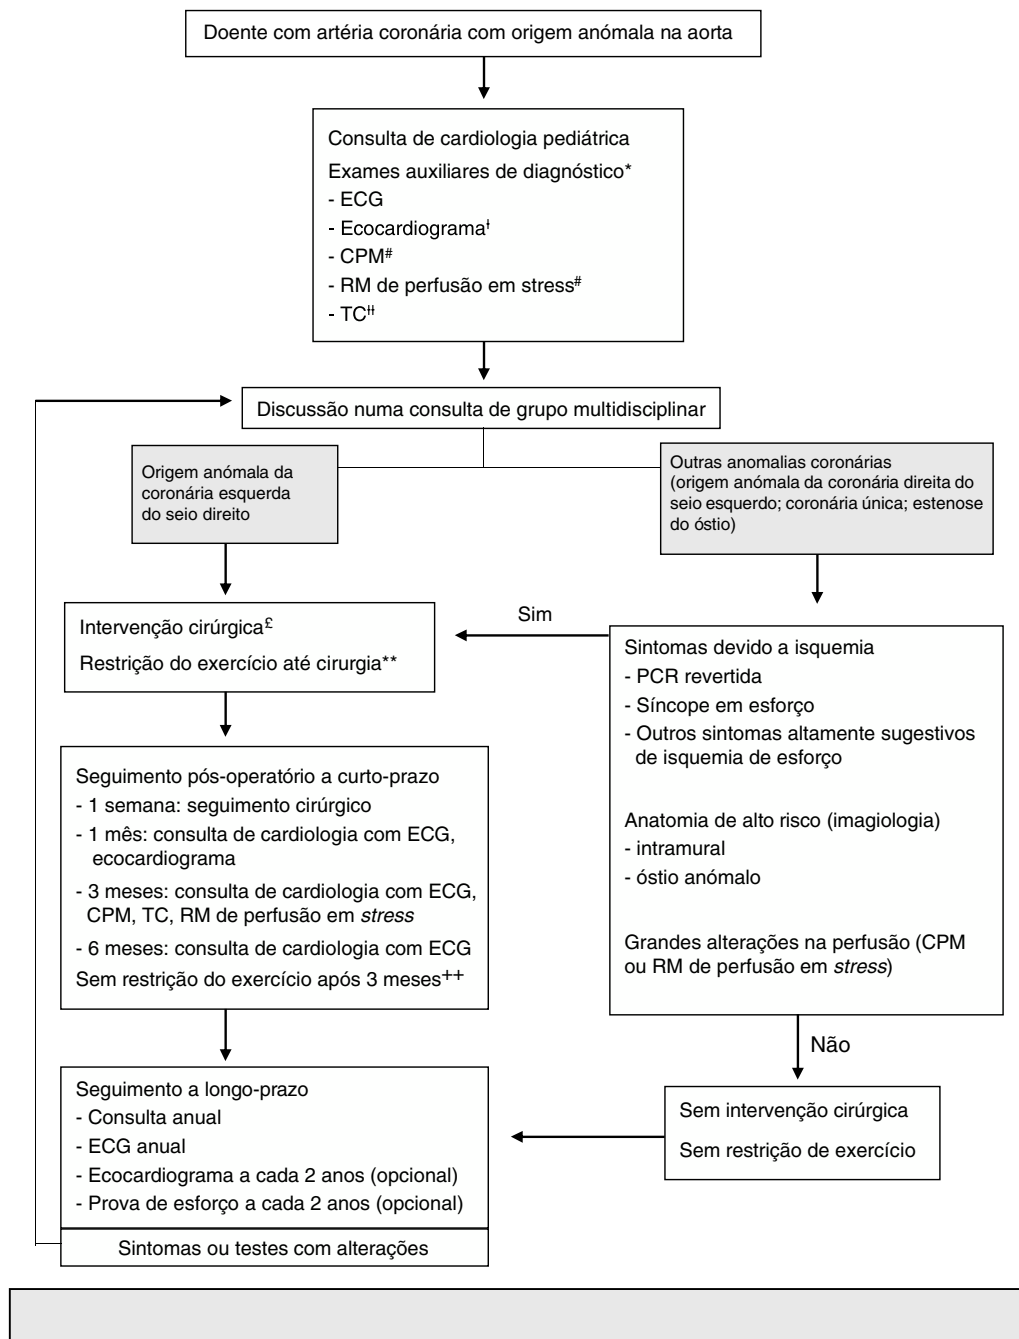 Doente com artéria coronária com origem anómala na aorta
Consulta de cardiologia pediátrica
Exames auxiliares de diagnóstico*
- ECG
- Ecocardiogramaƚ
- CPM#
- RM de perfusão em stress#
- TCƚƚ
Discussão numa consulta de grupo multidisciplinar
Origem anómala da
coronária esquerda
do seio direito
Outras anomalias coronárias
(origem anómala da coronária direita do
seio esquerdo; coronária única; estenose
do óstio)
Intervenção cirúrgica£
Restrição do exercício até cirurgia**
Sim
Sintomas devido a isquemia
- PCR revertida
- Síncope em esforço
- Outros sintomas altamente sugestivos
de isquemia de esforço
Anatomia de alto risco (imagiologia)
- intramural
- óstio anómalo
Grandes alterações na perfusão (CPM
ou RM de perfusão em stress)
Seguimento pós-operatório a curto-prazo
- 1 semana: seguimento cirúrgico
- 1 mês: consulta de cardiologia com ECG,
ecocardiograma
- 3 meses: consulta de cardiologia com ECG,
CPM, TC, RM de perfusão em stress
- 6 meses: consulta de cardiologia com ECG
Sem restrição do exercício após 3 meses++
Não
Sem intervenção cirúrgica
Sem restrição de exercício
Seguimento a longo-prazo
- Consulta anual
- ECG anual
- Ecocardiograma a cada 2 anos (opcional)
- Prova de esforço a cada 2 anos (opcional)
Sintomas ou testes com alterações